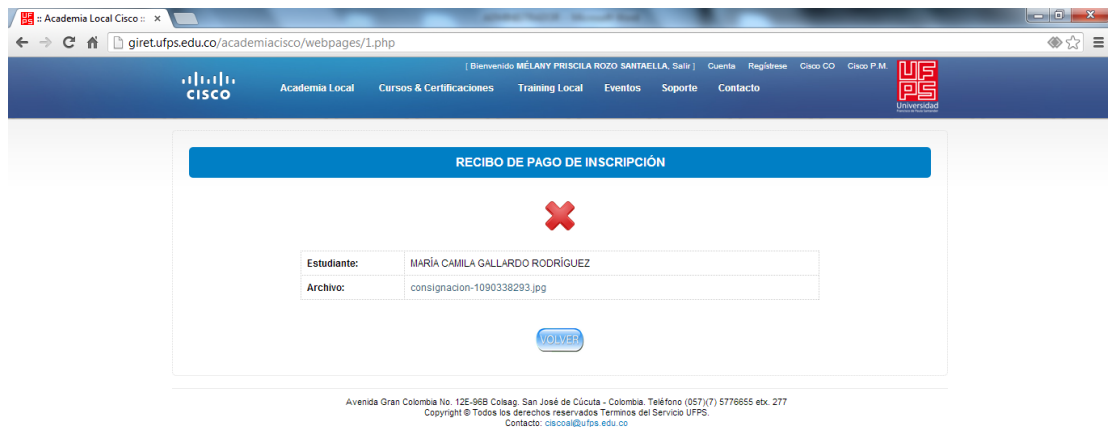 :: Academia Local Cisco ::
giret.ufps.edu.co/academiacisco/webpages/1.php
[ Bienvenido MÉLANY PRISCILA ROZO SANTAELLA, Salir ] Cuenta Regístrese Cisco CO Cisco P.M.
CISCO
Academia Local Cursos & Certificaciones Training Local Eventos Soporte Contacto
UFPS
Universidad
RECIBO DE PAGO DE INSCRIPCIÓN
Estudiante: MARÍA CAMILA GALLARDO RODRÍGUEZ
Archivo: consignacion-1090338293.jpg
VOLVER
Avenida Gran Colombia No. 12E-96B Colsag. San José de Cúcuta - Colombia. Teléfono (057)(7) 5776655 etx. 277
Copyright © Todos los derechos reservados Terminos del Servicio UFPS.
Contacto: ciscoal@ufps.edu.co